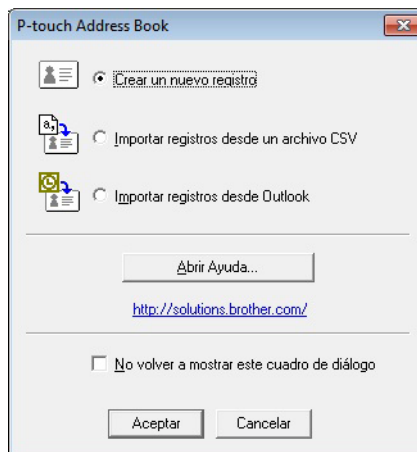 P-touch Address Book
Crear un nuevo registro
a,
Importar registros desde un archivo CSV
Importar registros desde Outlook
Abrir Ayuda...
http://solutions.brother.com/
No volver a mostrar este cuadro de diálogo
Aceptar Cancelar